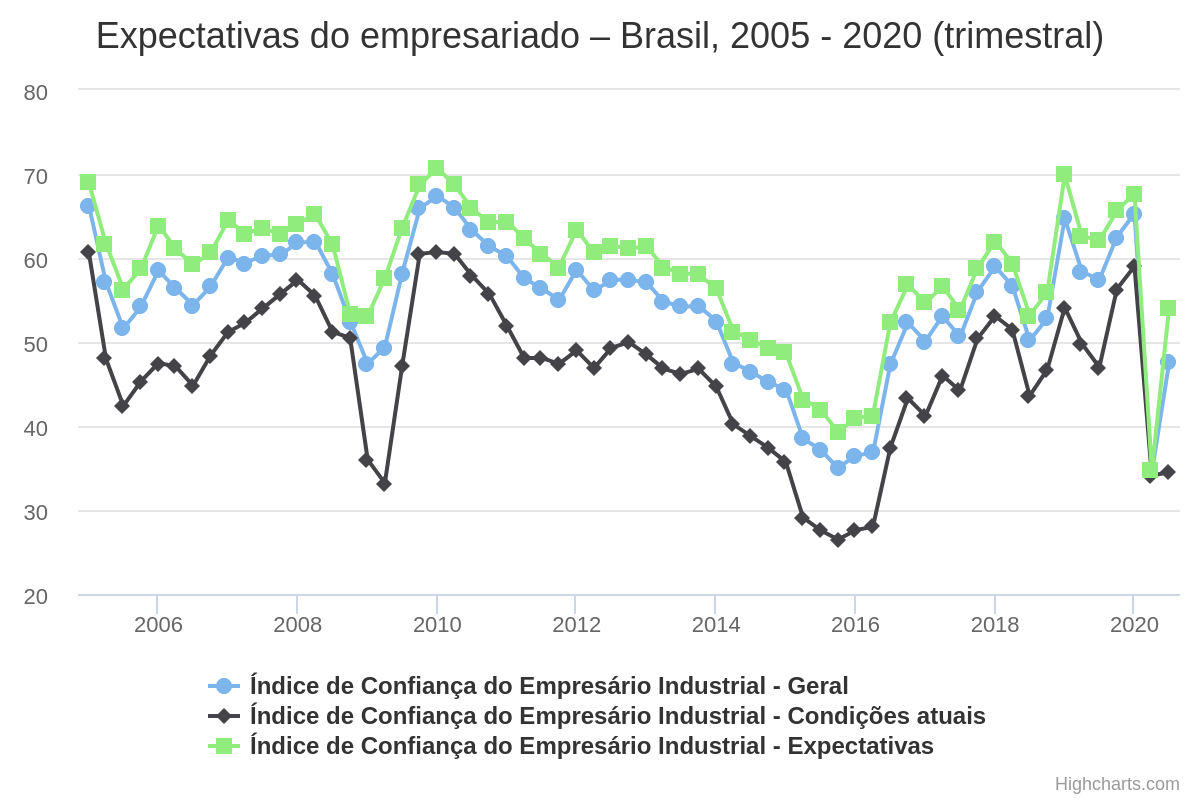 Expectativas do empresariado – Brasil, 2005 - 2020 (trimestral)
80
70
60
50
40
30
20
2006 2008 2010 2012 2014 2016 2018 2020
Índice de Confiança do Empresário Industrial - Geral
Índice de Confiança do Empresário Industrial - Condições atuais
Índice de Confiança do Empresário Industrial - Expectativas
Highcharts.com